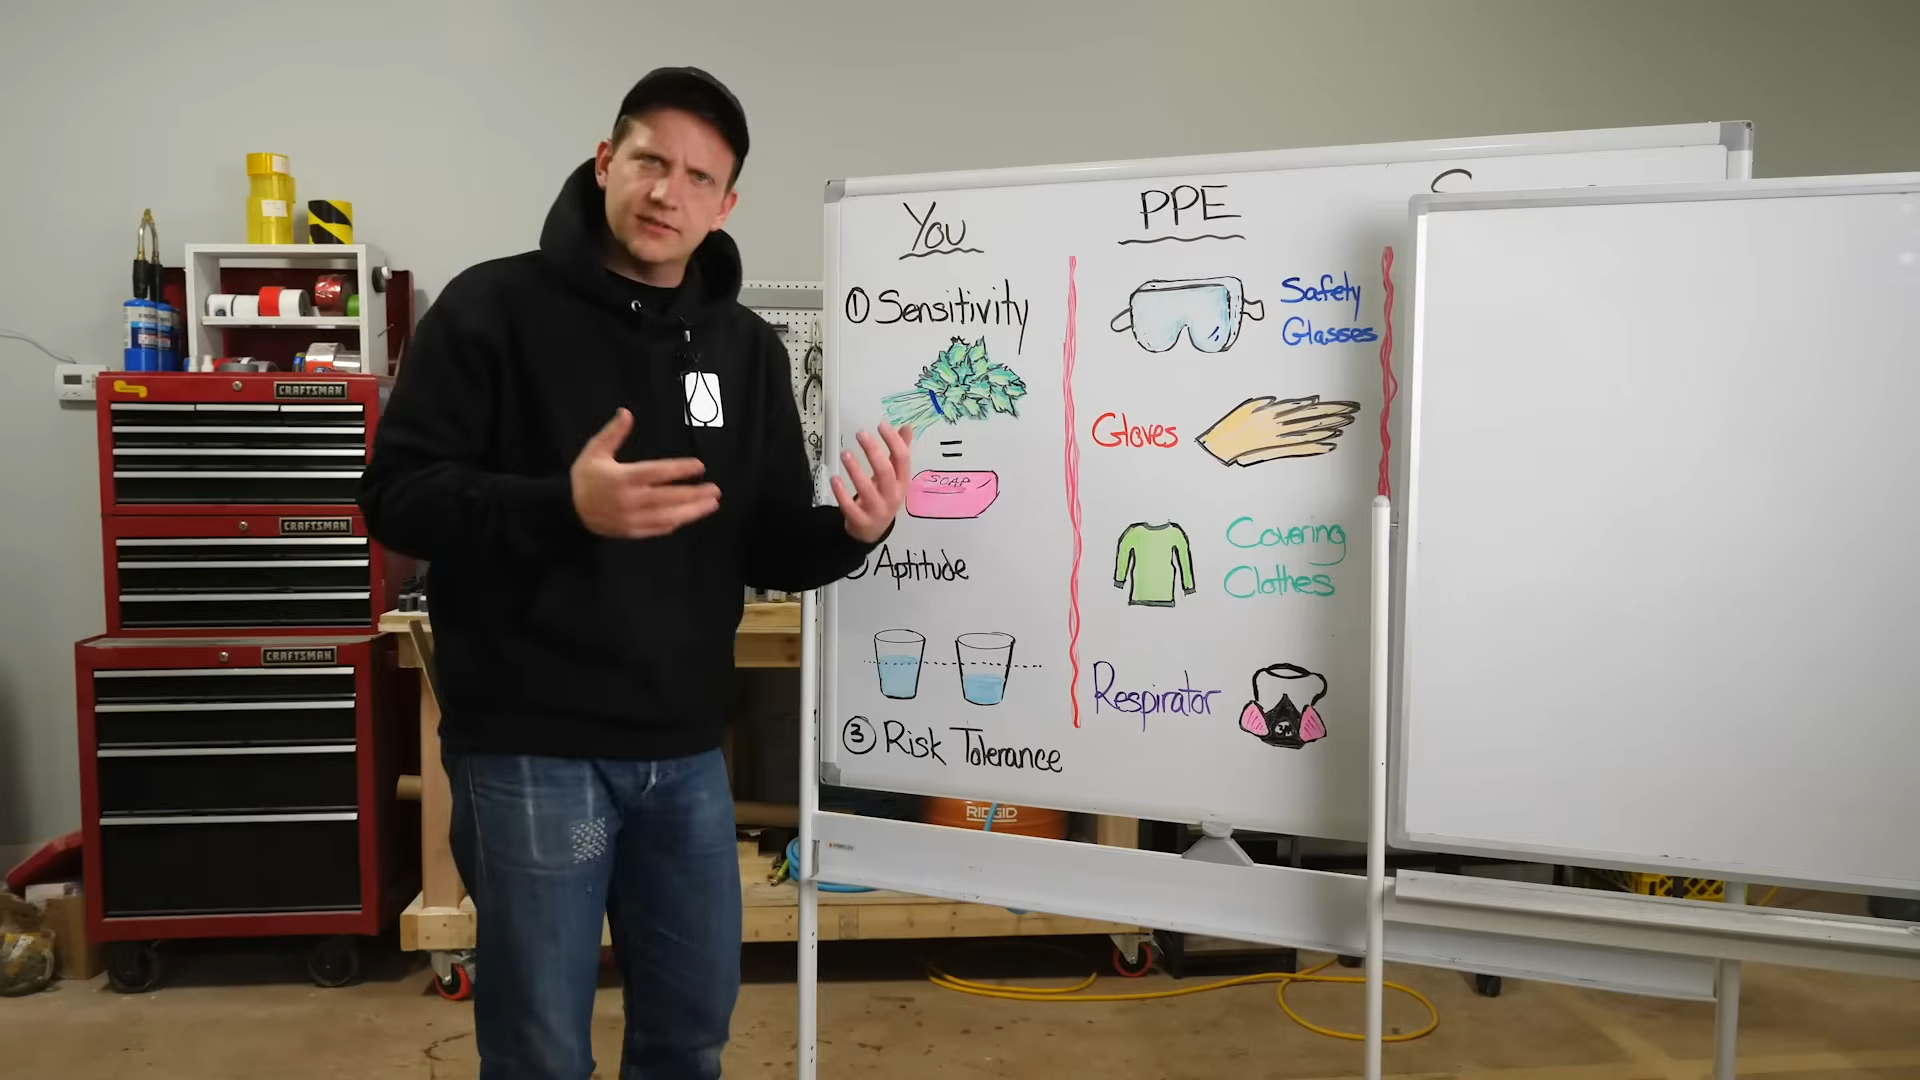 You
① Sensitivity
=
SOAP
Aptitude
③ Risk Tolerance
PPE
Safety
Glasses
Gloves
Covering
Clothes
Respirator
3M
CRAFTSMAN
CRAFTSMAN
CRAFTSMAN
RIDGID